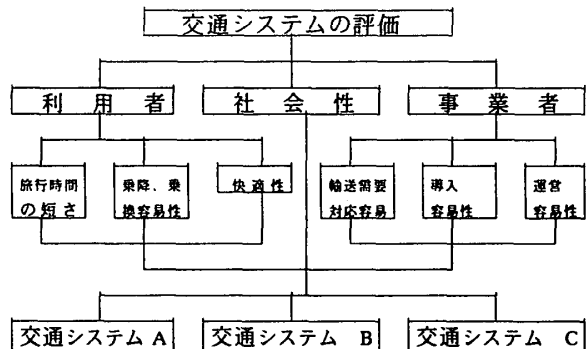 交通システムの評価
利用者
社会性
事業者
旅行時間
の短さ
乗降、乗
換容易性
快適性
輸送需要
対応容易
導入
容易性
運営
容易性
交通システム A
交通システム B
交通システム C